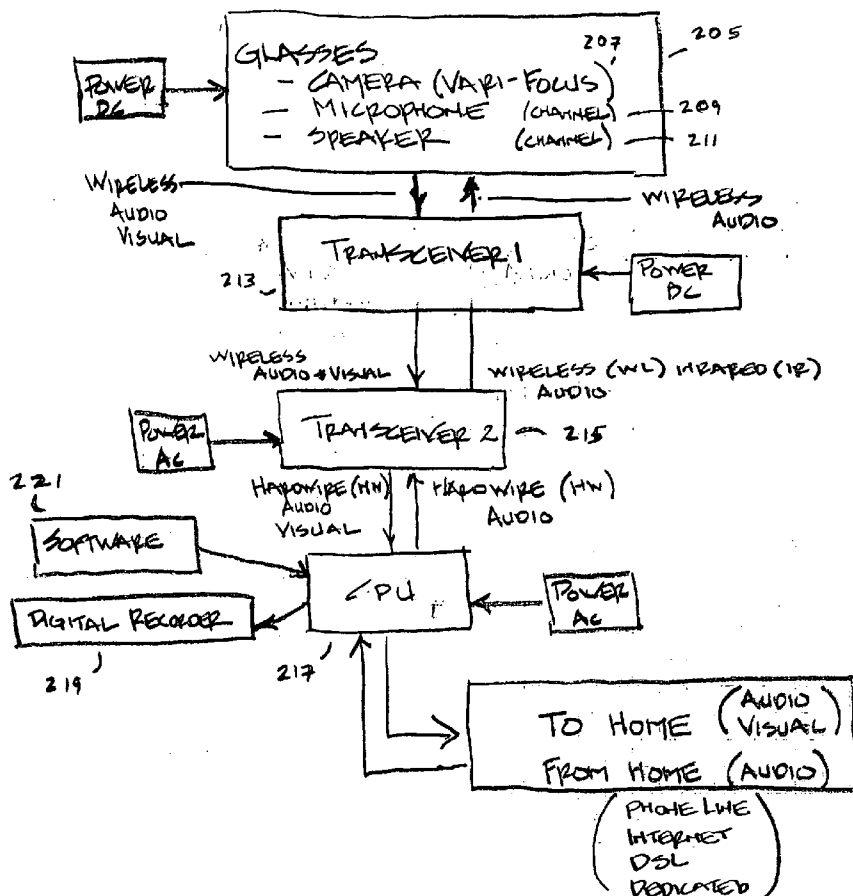 205
GLASSES
207
- CAMERA (VARI-FOCUS)
- MICROPHONE (CHANNEL) 209
- SPEAKER (CHANNEL) 211
POWER
DC
WIRELESS
AUDIO
VISUAL
WIRELESS
AUDIO
TRANSCEIVER 1
213
POWER
DC
WIRELESS
AUDIO + VISUAL
WIRELESS (WL) INFRARED (IR)
AUDIO
POWER
AC
TRANSCEIVER 2
215
HARDWIRE (HW)
AUDIO
VISUAL
HARDWIRE (HW)
AUDIO
221
SOFTWARE
CPU
POWER
AC
DIGITAL RECORDER
219
217
TO HOME (AUDIO
VISUAL)
FROM HOME (AUDIO)
(PHONE LINE
INTERNET
DSL
DEDICATED